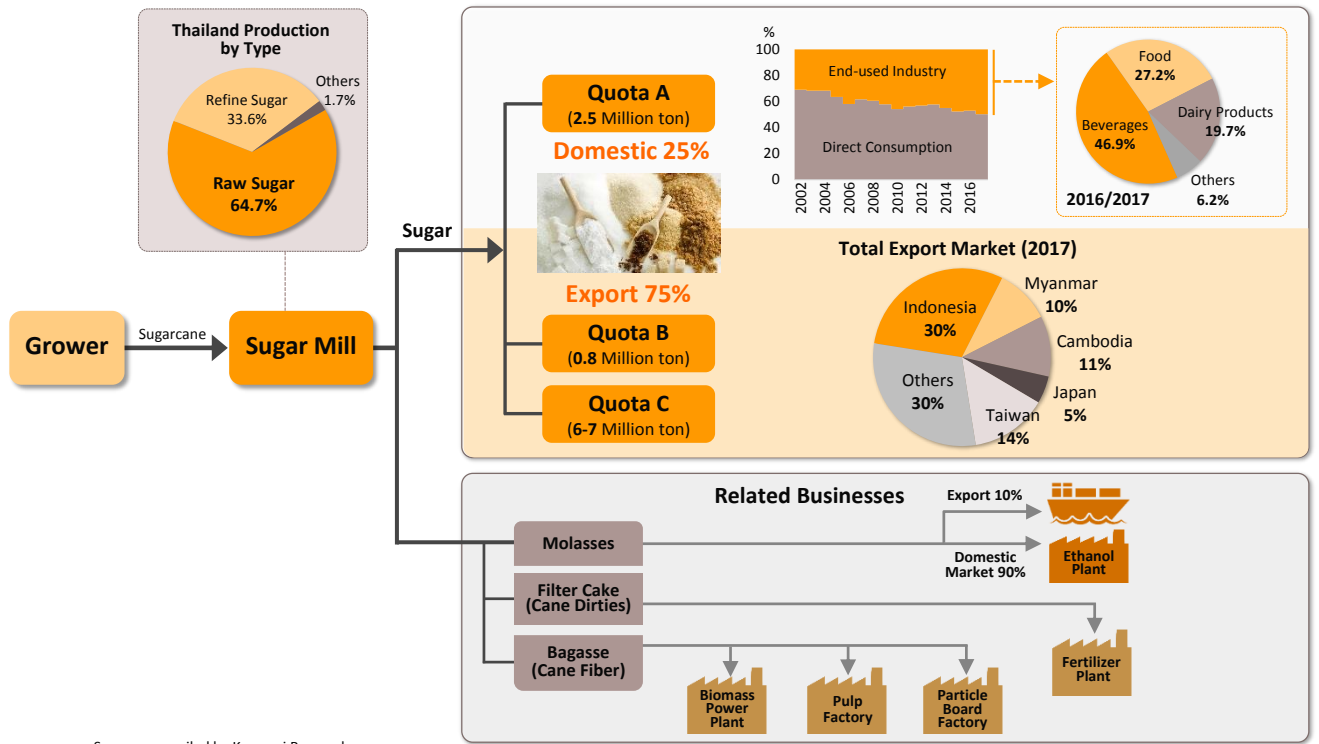 Thailand Production
by Type
Others
1.7%
Refine Sugar
33.6%
Raw Sugar
64.7%
Grower
Sugarcane
Sugar Mill
Sugar
Quota A
(2.5 Million ton)
Domestic 25%
Export 75%
Quota B
(0.8 Million ton)
Quota C
(6-7 Million ton)
%
100
80
60
40
20
0
End-used Industry
Direct Consumption
2002
2004
2006
2008
2010
2012
2014
2016
Food
27.2%
Dairy Products
19.7%
Beverages
46.9%
Others
6.2%
2016/2017
Total Export Market (2017)
Indonesia
30%
Myanmar
10%
Cambodia
11%
Japan
5%
Taiwan
14%
Others
30%
Related Businesses
Molasses
Export 10%
Domestic
Market 90%
Ethanol
Plant
Filter Cake
(Cane Dirties)
Fertilizer
Plant
Bagasse
(Cane Fiber)
Biomass
Power
Plant
Pulp
Factory
Particle
Board
Factory